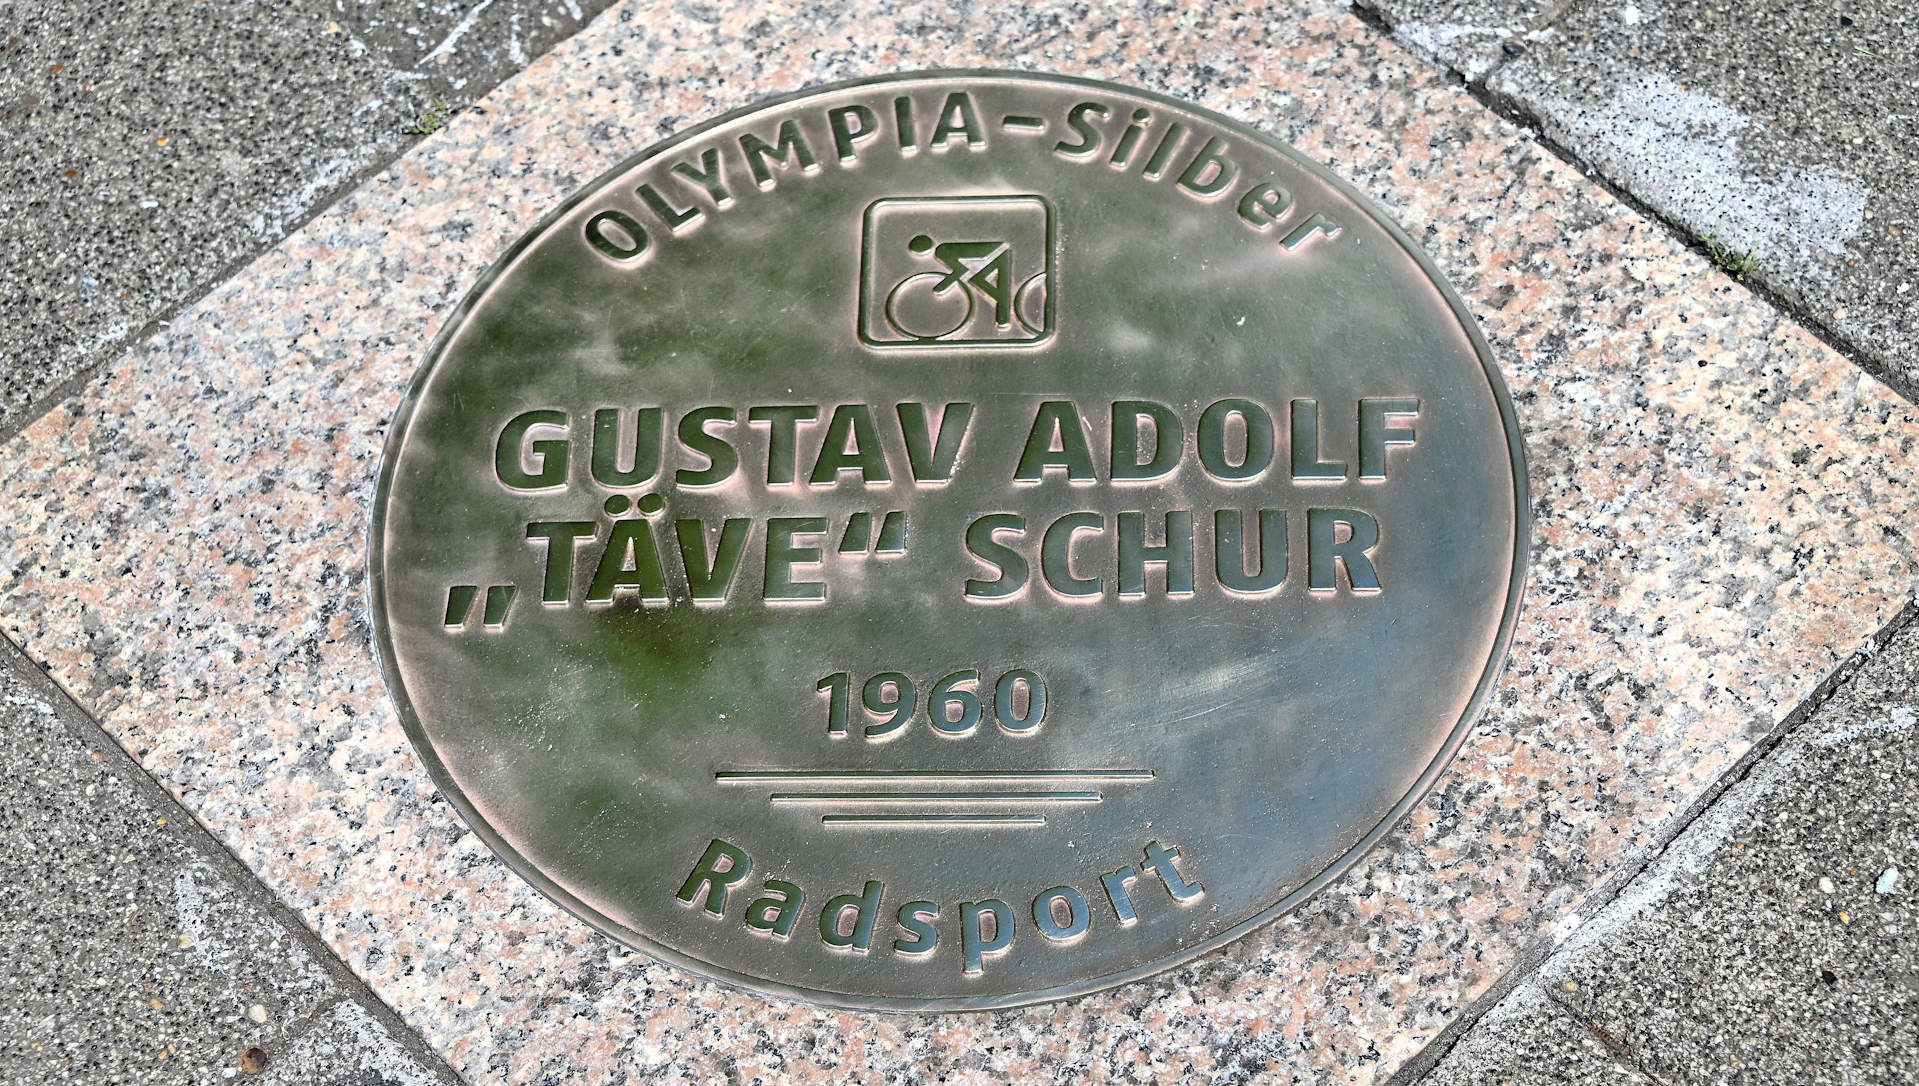 OLYMPIA-Silber
GUSTAV ADOLF
„TÄVE“ SCHUR
1960
Radsport